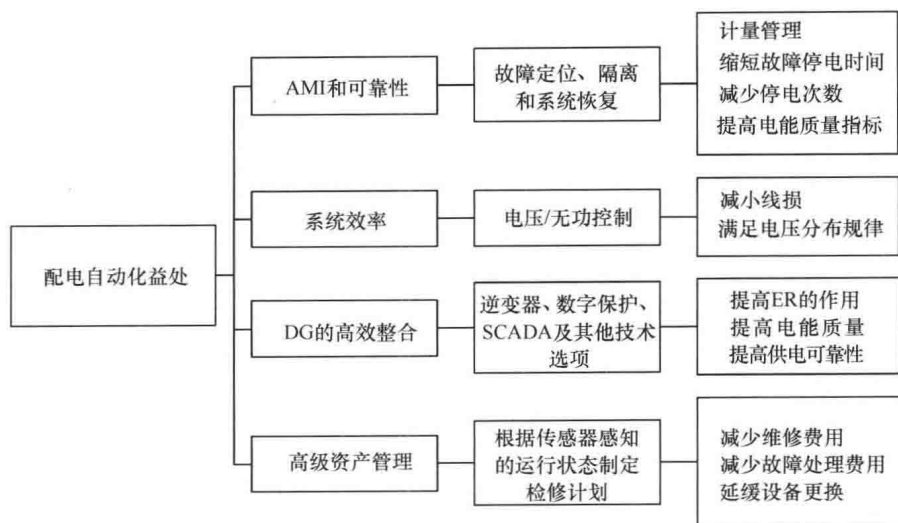 配电自动化益处
AMI和可靠性
故障定位、隔离
和系统恢复
计量管理
缩短故障停电时间
减少停电次数
提高电能质量指标
系统效率
电压/无功控制
减小线损
满足电压分布规律
DG的高效整合
逆变器、数字保护、
SCADA及其他技术
选项
提高ER的作用
提高电能质量
提高供电可靠性
高级资产管理
根据传感器感知
的运行状态制定
检修计划
减少维修费用
减少故障处理费用
延缓设备更换